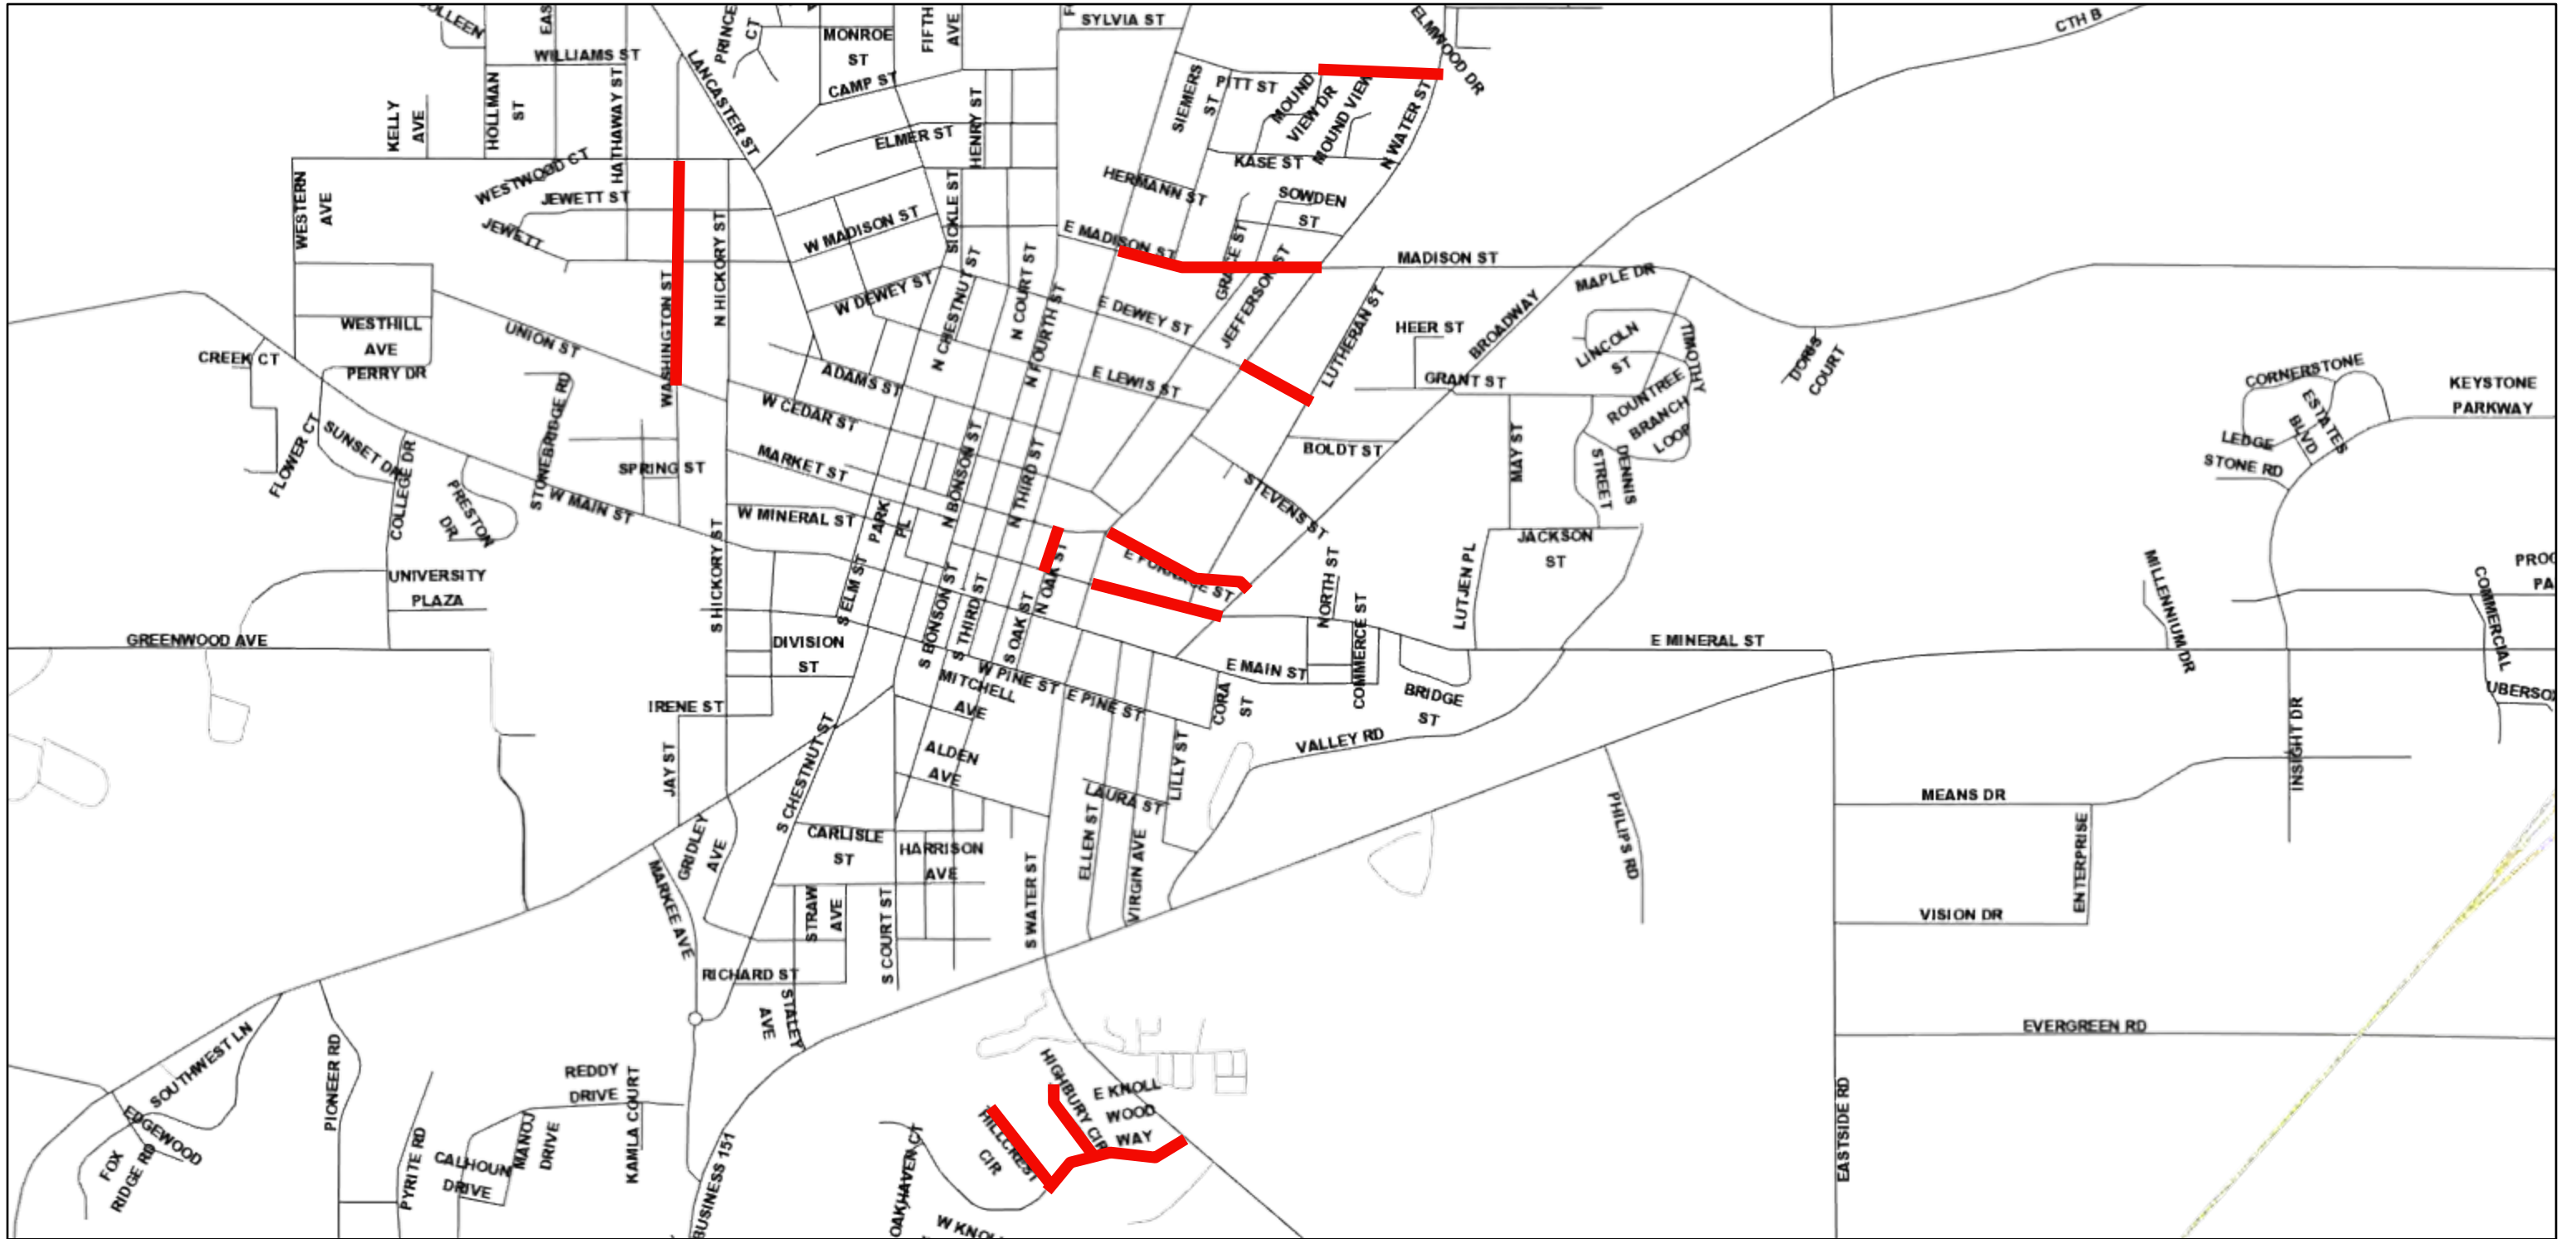 OLLEEN
EAS
WILLIAMS ST
HOLLMAN
ST
KELLY
AVE
HATHAWAY ST
LANCASTER ST
PRINCE
CT
MONROE
ST
CAMP ST
FIFTH
AVE
SYLVIA ST
ELMWOOD DR
CTH B
ELMER ST
HENRY ST
SIEMERS
ST
PITT ST
MOUND
VIEW DR
MOUND VIEW
N WATER ST
KASE ST
HERMANN ST
SOWDEN
ST
WESTERN
AVE
WESTWOOD CT
JEWETT ST
JEWETT
WASHINGTON ST
N HICKORY ST
W MADISON ST
SICKLE ST
E MADISON ST
GRACE ST
JEFFERSON ST
MADISON ST
MAPLE DR
W DEWEY ST
N CHESTNUT ST
N COURT ST
N FOURTH ST
E DEWEY ST
LUTHERAN ST
HEER ST
BROADWAY
LINCOLN
ST
TIMOTHY
DORIS
COURT
WESTHILL
AVE
CREEK CT
PERRY DR
UNION ST
ADAMS ST
E LEWIS ST
GRANT ST
ROUNTREE
BRANCH
LOOP
CORNERSTONE
ESTATES
BLVD
KEYSTONE
PARKWAY
LEDGE
STONE RD
FLOWER CT
SUNSET DR
COLLEGE DR
STONEBRIDGE RD
PRESTON
DR
SPRING ST
W MAIN ST
W CEDAR ST
MARKET ST
W MINERAL ST
PARK
PL
N BONSON ST
N THIRD ST
BOLDT ST
STEVENS ST
MAY ST
DENNIS
STREET
JACKSON
ST
UNIVERSITY
PLAZA
S HICKORY ST
S ELM ST
S BONSON ST
S THIRD ST
S OAK ST
N OAK ST
E FURNACE ST
NORTH ST
COMMERCE ST
LUTJEN PL
MILLENNIUM DR
COMMERCIAL
PROG
PA
UBERSOX
GREENWOOD AVE
DIVISION
ST
E MINERAL ST
E MAIN ST
CORA
ST
BRIDGE
ST
W PINE ST
E PINE ST
MITCHELL
AVE
IRENE ST
JAY ST
S CHESTNUT ST
ALDEN
AVE
VALLEY RD
LILLY ST
LAURA ST
INSIGHT DR
MEANS DR
PHILIPS RD
ENTERPRISE
VISION DR
GRIDLEY
AVE
MARKEE AVE
CARLISLE
ST
HARRISON
AVE
STRAW
AVE
S COURT ST
S WATER ST
ELLEN ST
VIRGIN AVE
RICHARD ST
STALEY
AVE
EVERGREEN RD
EASTSIDE RD
SOUTHWEST LN
EDGEWOOD
FOX
RIDGE RD
PIONEER RD
PYRITE RD
REDDY
DRIVE
MANOJ
DRIVE
KAMLA COURT
CALHOUN
DRIVE
BUSINESS 151
OAKHAVEN CT
HILLCREST
CIR
HIGHBURY CIR
E KNOLL
WOOD
WAY
W KNOLL